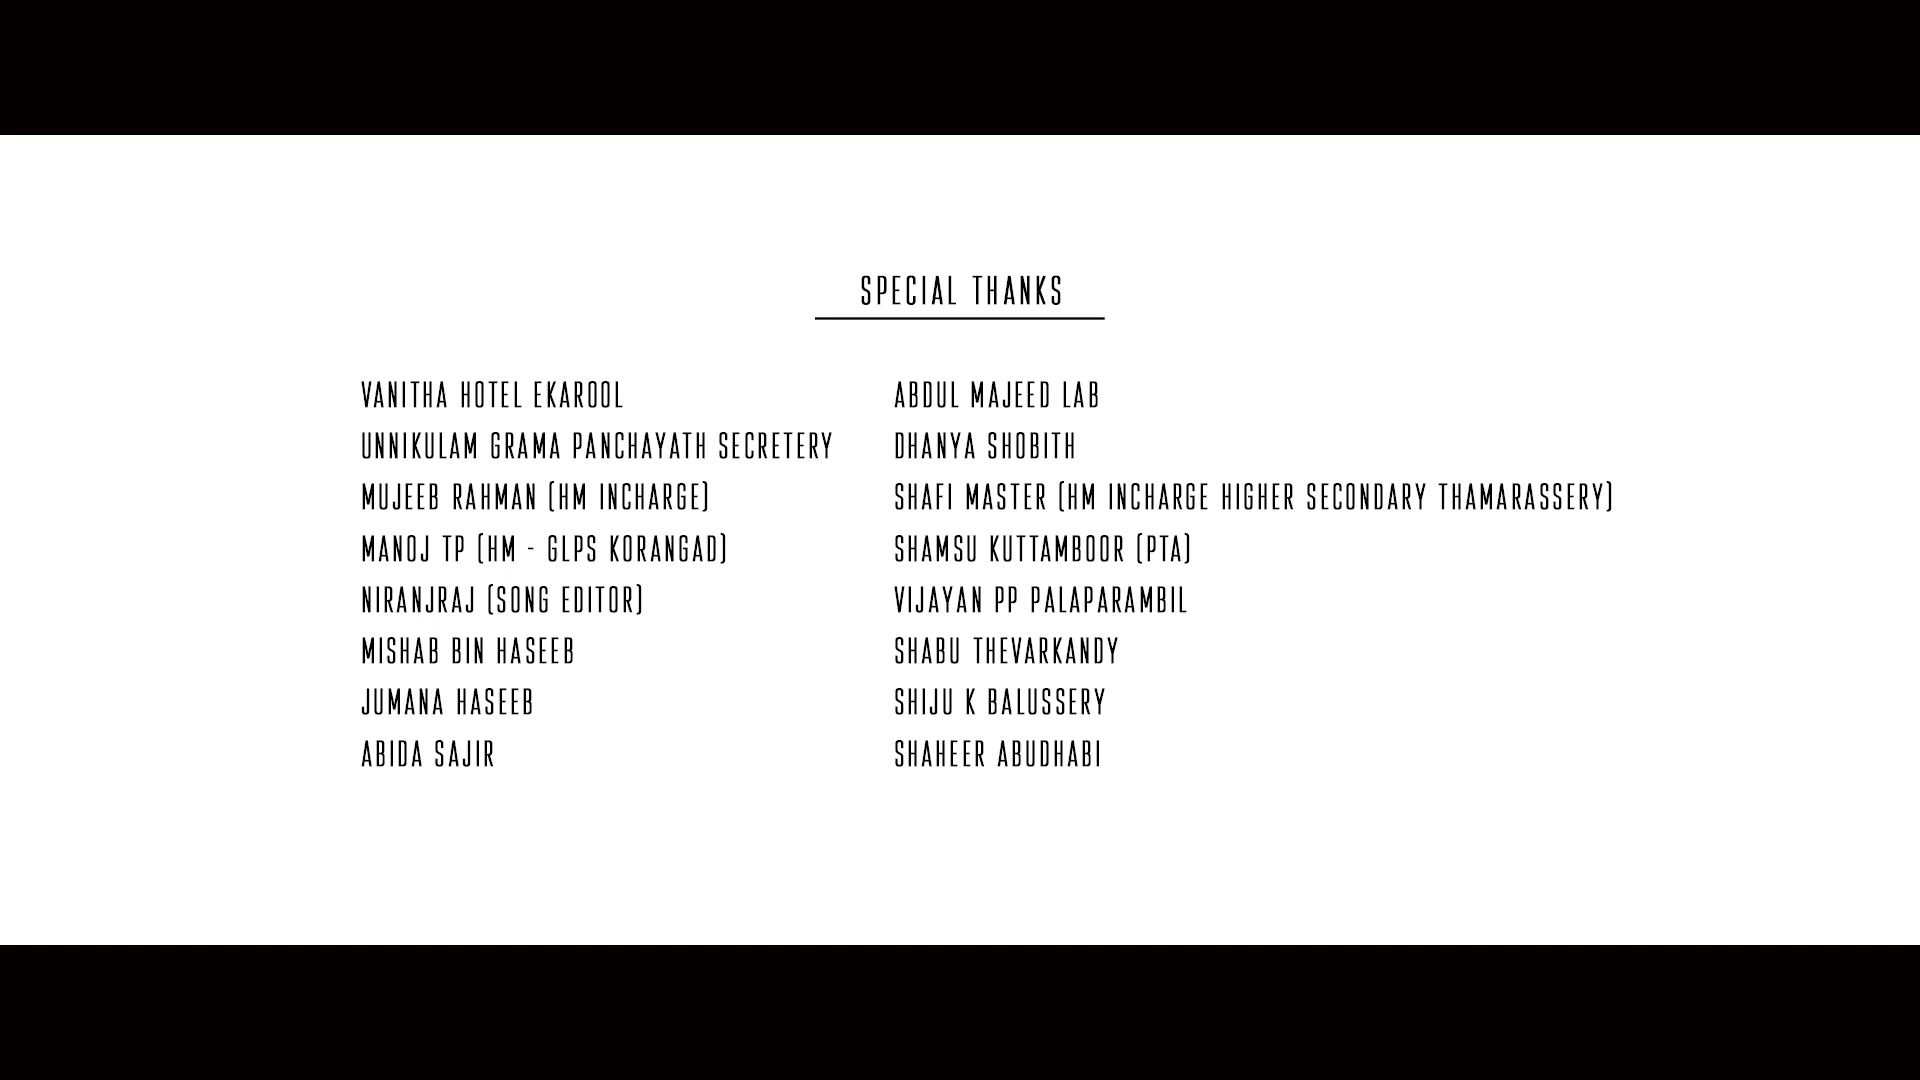 SPECIAL THANKS
VANITHA HOTEL EKAROOL
UNNIKULAM GRAMA PANCHAYATH SECRETERY
MUJEEB RAHMAN (HM INCHARGE)
MANOJ TP (HM - GLPS KORANGAD)
NIRANJRAJ (SONG EDITOR)
MISHAB BIN HASEEB
JUMANA HASEEB
ABIDA SAJIR
ABDUL MAJEED LAB
DHANYA SHOBITH
SHAFI MASTER (HM INCHARGE HIGHER SECONDARY THAMARASSERY)
SHAMSU KUTTAMBOOR (PTA)
VIJAYAN PP PALAPARAMBIL
SHABU THEVARKANDY
SHIJU K BALUSSERY
SHAHEER ABUDHABI